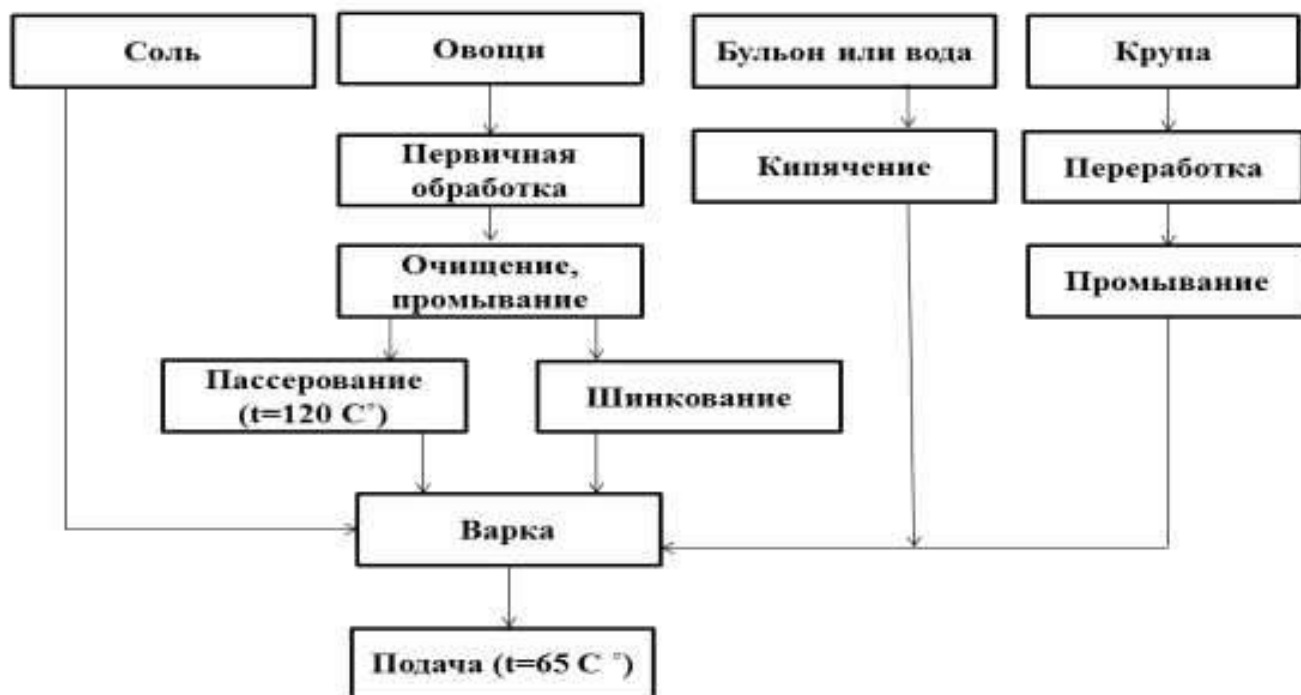 Соль
Овощи
Бульон или вода
Крупа
Первичная
обработка
Кипячение
Переработка
Очищение,
промывание
Промывание
Пассерование
(t=120 C˚)
Шинкование
Варка
Подача (t=65 C ˚)